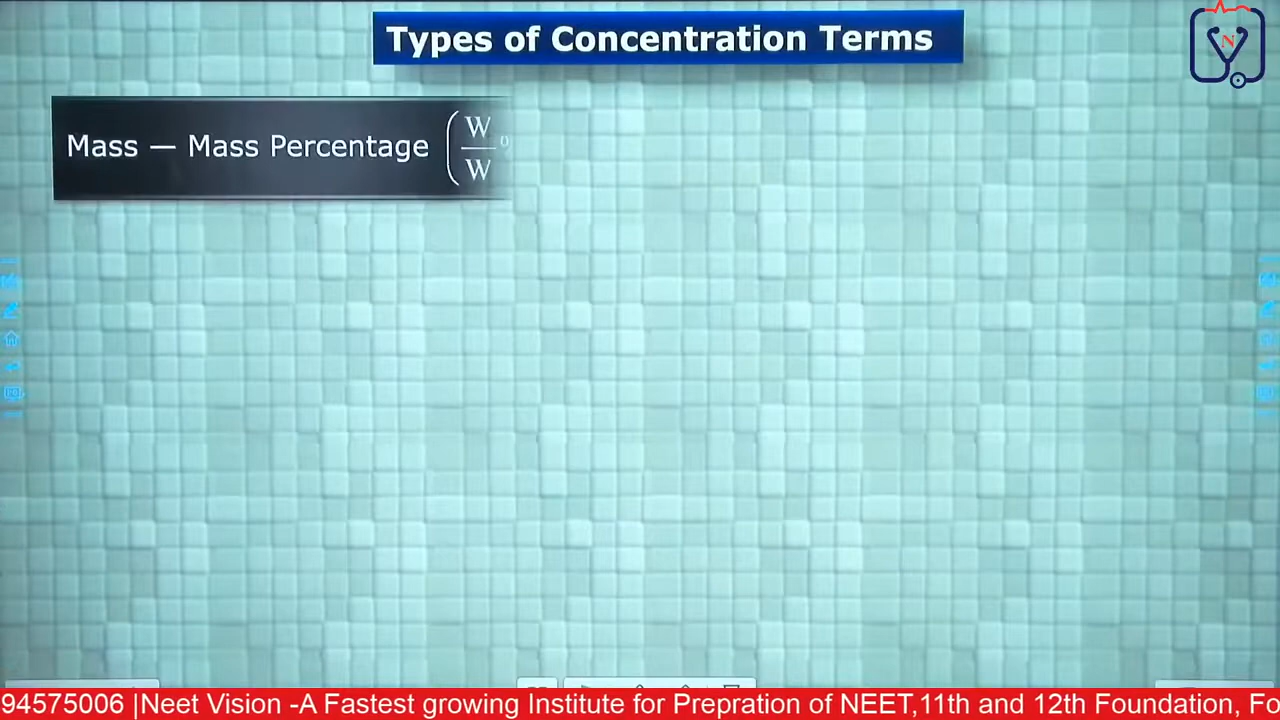 Types of Concentration Terms
N
Mass — Mass Percentage (W/W
94575006 |Neet Vision -A Fastest growing Institute for Prepration of NEET,11th and 12th Foundation, Fo